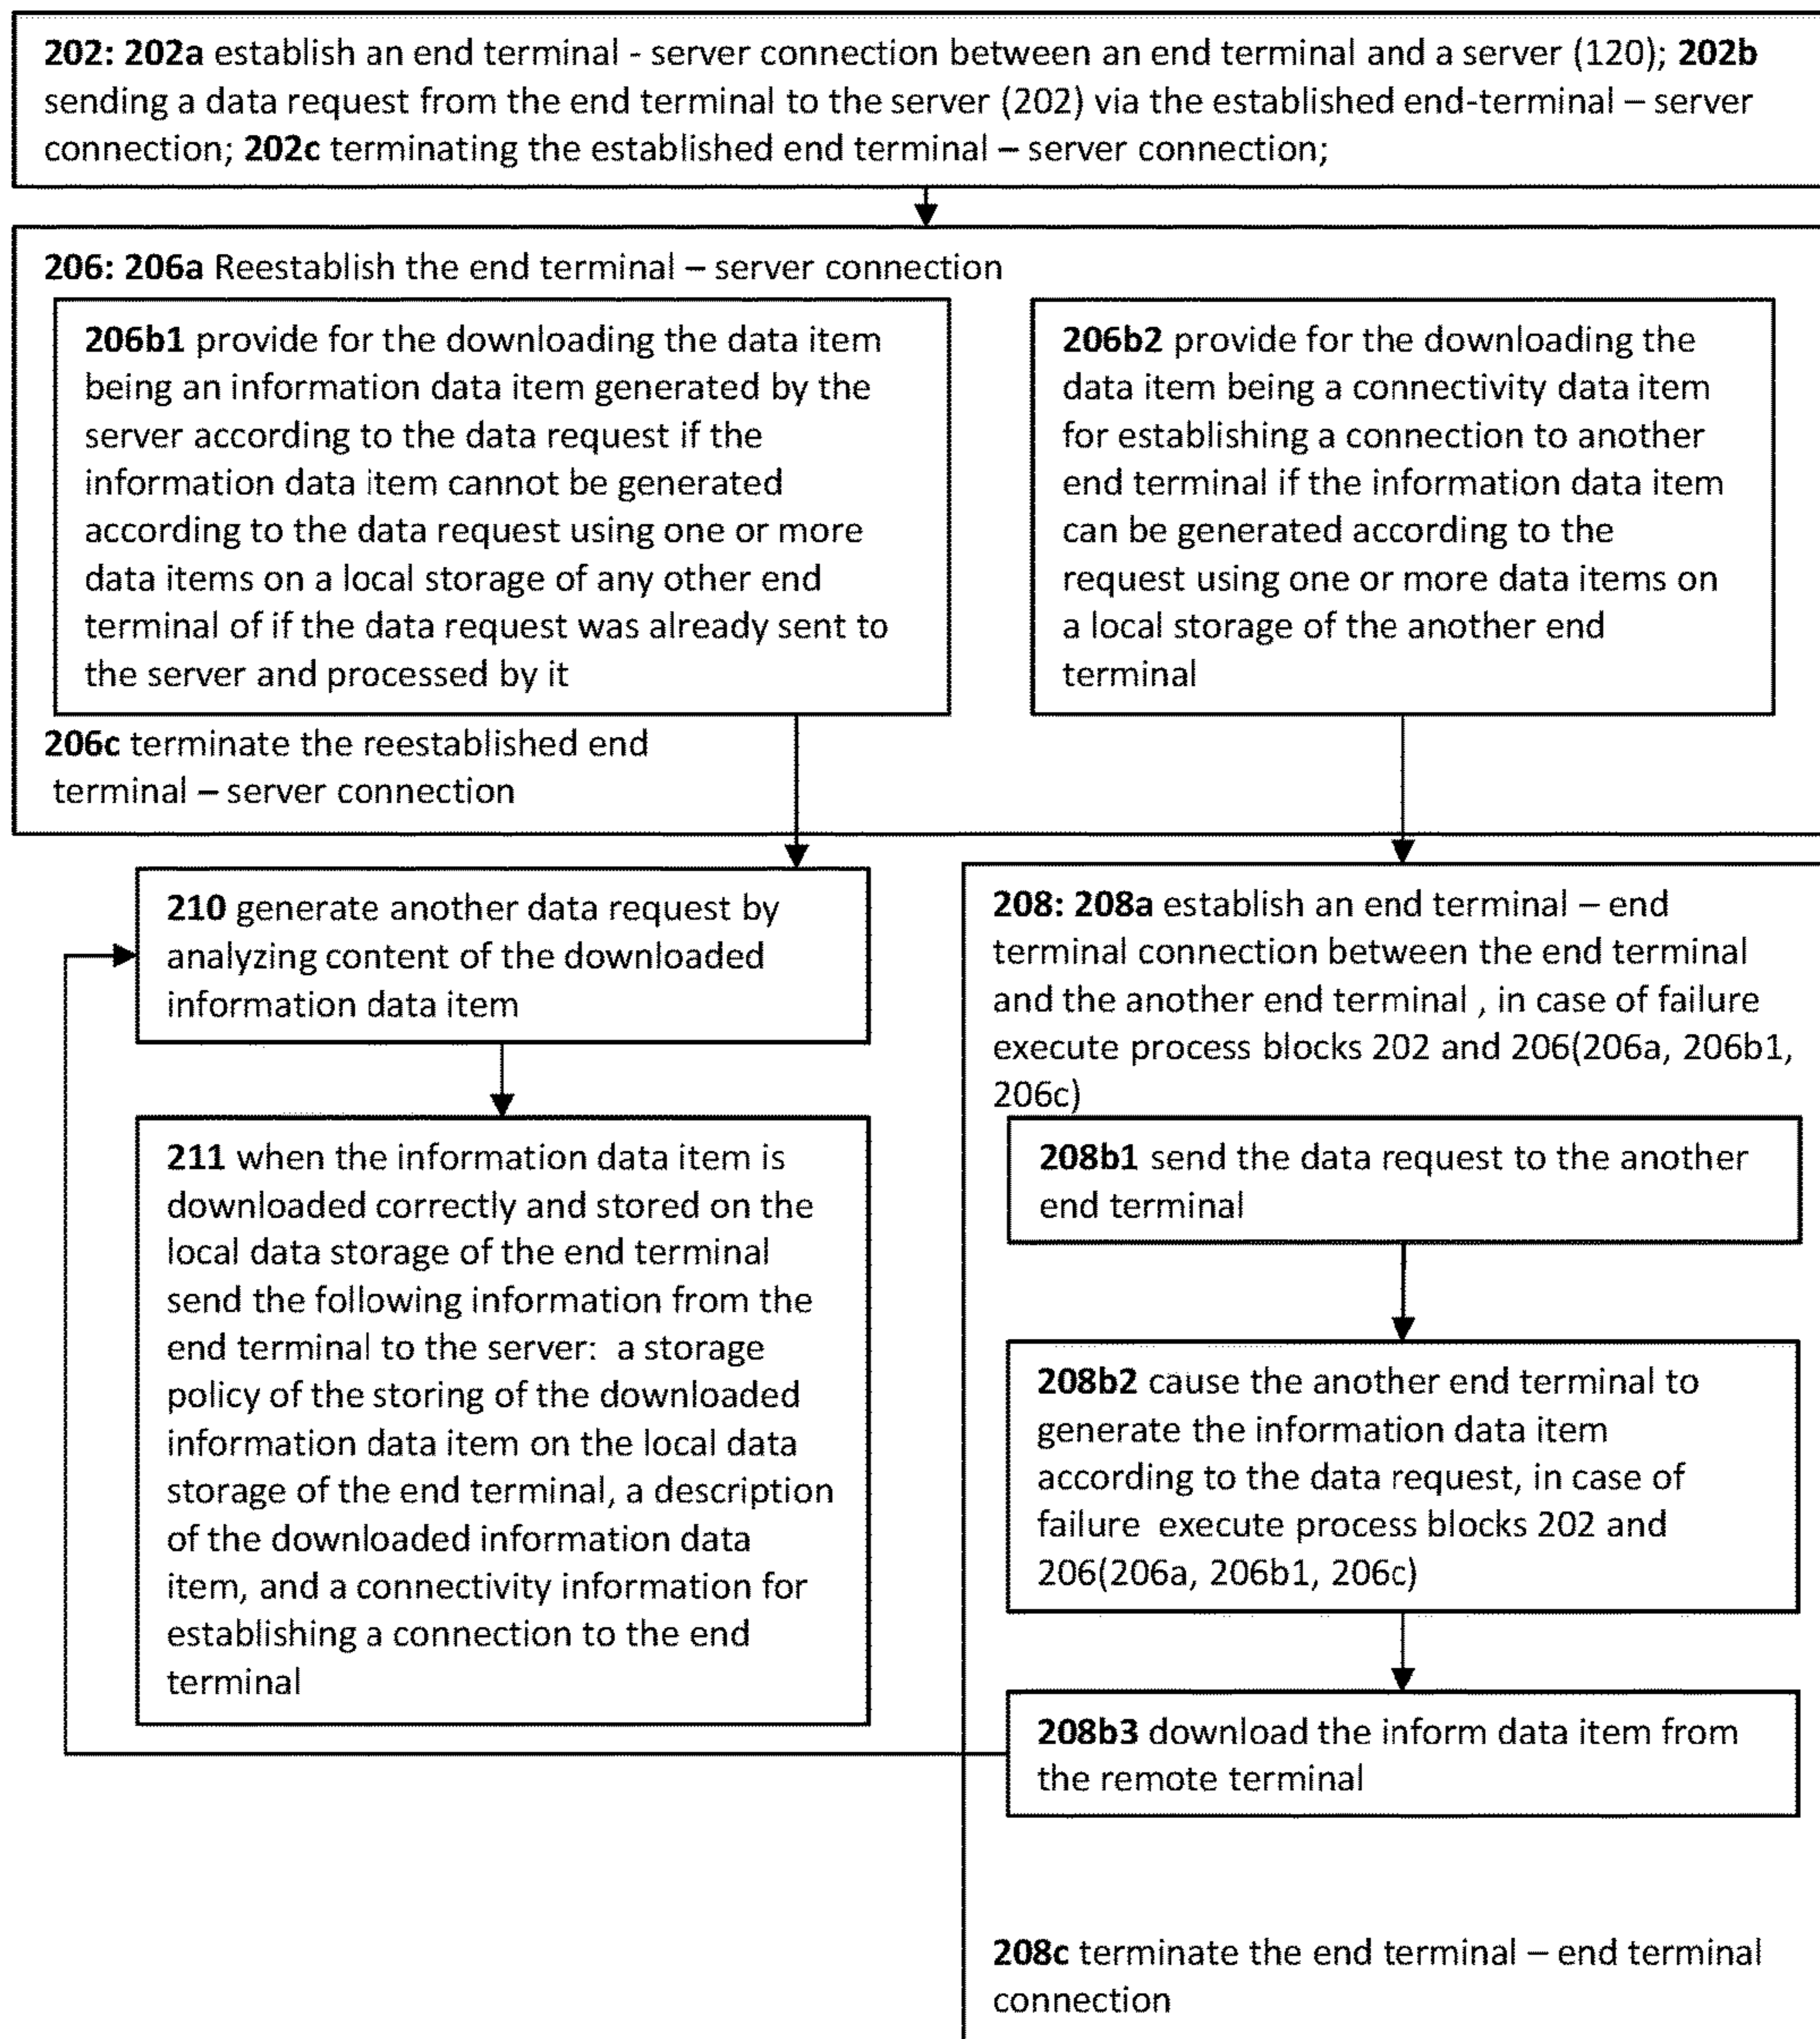 202: 202a establish an end terminal - server connection between an end terminal and a server (120); 202b
sending a data request from the end terminal to the server (202) via the established end-terminal – server
connection; 202c terminating the established end terminal – server connection;
206: 206a Reestablish the end terminal – server connection
206b1 provide for the downloading the data item
being an information data item generated by the
server according to the data request if the
information data item cannot be generated
according to the data request using one or more
data items on a local storage of any other end
terminal of if the data request was already sent to
the server and processed by it
206b2 provide for the downloading the
data item being a connectivity data item
for establishing a connection to another
end terminal if the information data item
can be generated according to the
request using one or more data items on
a local storage of the another end
terminal
206c terminate the reestablished end
terminal – server connection
210 generate another data request by
analyzing content of the downloaded
information data item
211 when the information data item is
downloaded correctly and stored on the
local data storage of the end terminal
send the following information from the
end terminal to the server: a storage
policy of the storing of the downloaded
information data item on the local data
storage of the end terminal, a description
of the downloaded information data
item, and a connectivity information for
establishing a connection to the end
terminal
208: 208a establish an end terminal – end
terminal connection between the end terminal
and the another end terminal , in case of failure
execute process blocks 202 and 206(206a, 206b1,
206c)
208b1 send the data request to the another
end terminal
208b2 cause the another end terminal to
generate the information data item
according to the data request, in case of
failure execute process blocks 202 and
206(206a, 206b1, 206c)
208b3 download the inform data item from
the remote terminal
208c terminate the end terminal – end terminal
connection